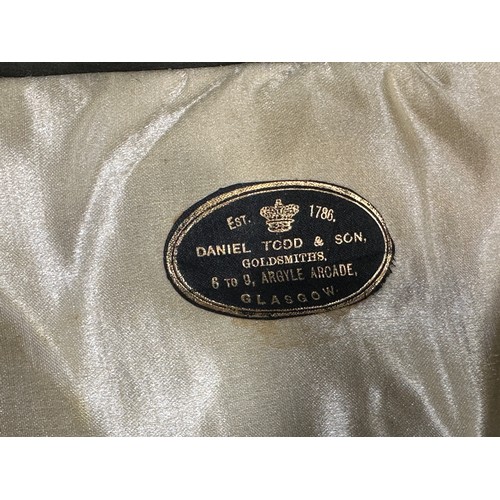 EST. 1786.
DANIEL TODD & SON,
GOLDSMITHS,
6 TO 9, ARGYLE ARCADE,
GLASGOW.